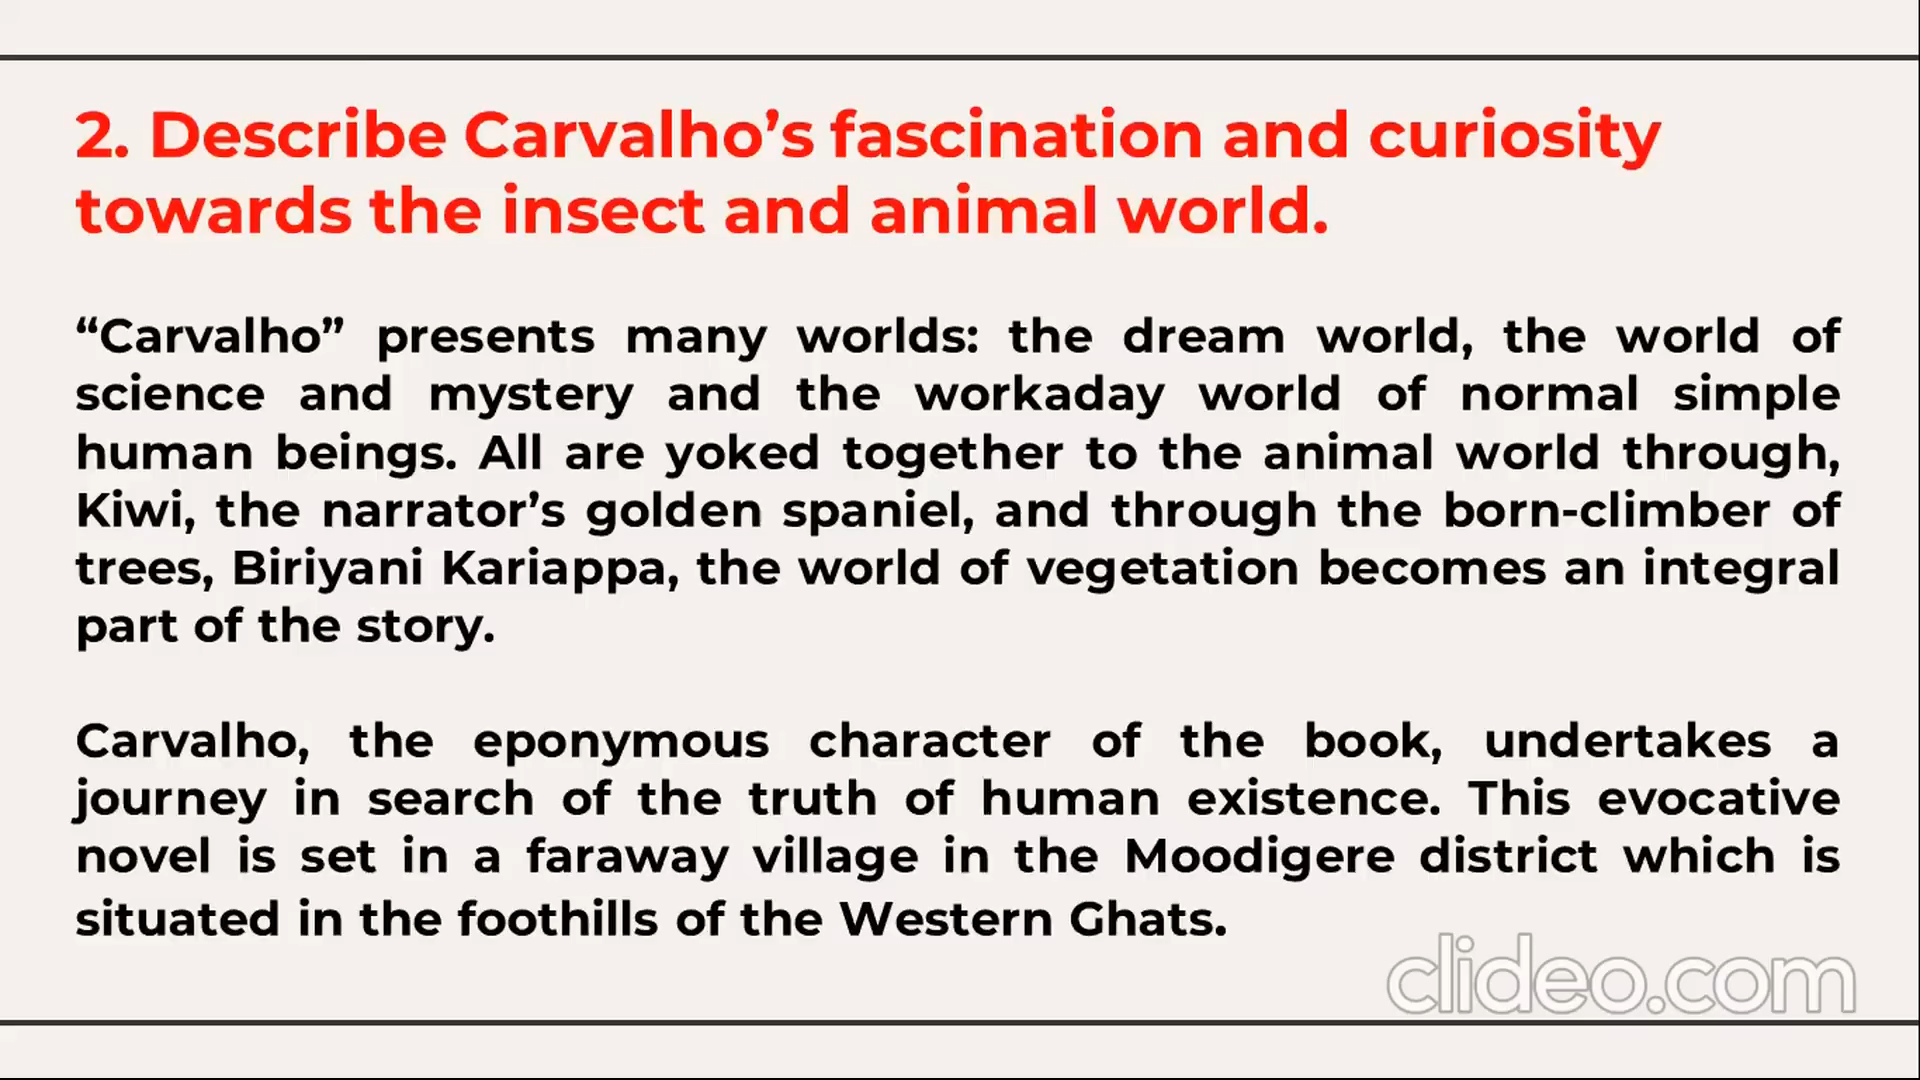 2. Describe Carvalho’s fascination and curiosity
towards the insect and animal world.
“Carvalho” presents many worlds: the dream world, the world of
science and mystery and the workaday world of normal simple
human beings. All are yoked together to the animal world through,
Kiwi, the narrator’s golden spaniel, and through the born-climber of
trees, Biriyani Kariappa, the world of vegetation becomes an integral
part of the story.
Carvalho, the eponymous character of the book, undertakes a
journey in search of the truth of human existence. This evocative
novel is set in a faraway village in the Moodigere district which is
situated in the foothills of the Western Ghats.
clideo.com